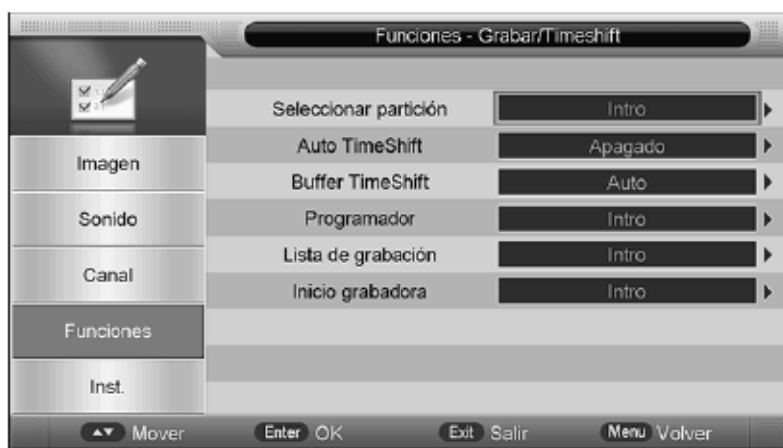 Funciones - Grabar/Timeshift
Seleccionar partición Intro
Auto TimeShift Apagado
Buffer TimeShift Auto
Programador Intro
Lista de grabación Intro
Inicio grabadora Intro
Imagen
Sonido
Canal
Funciones
Inst.
Mover Enter OK Exit Salir Menu Volver